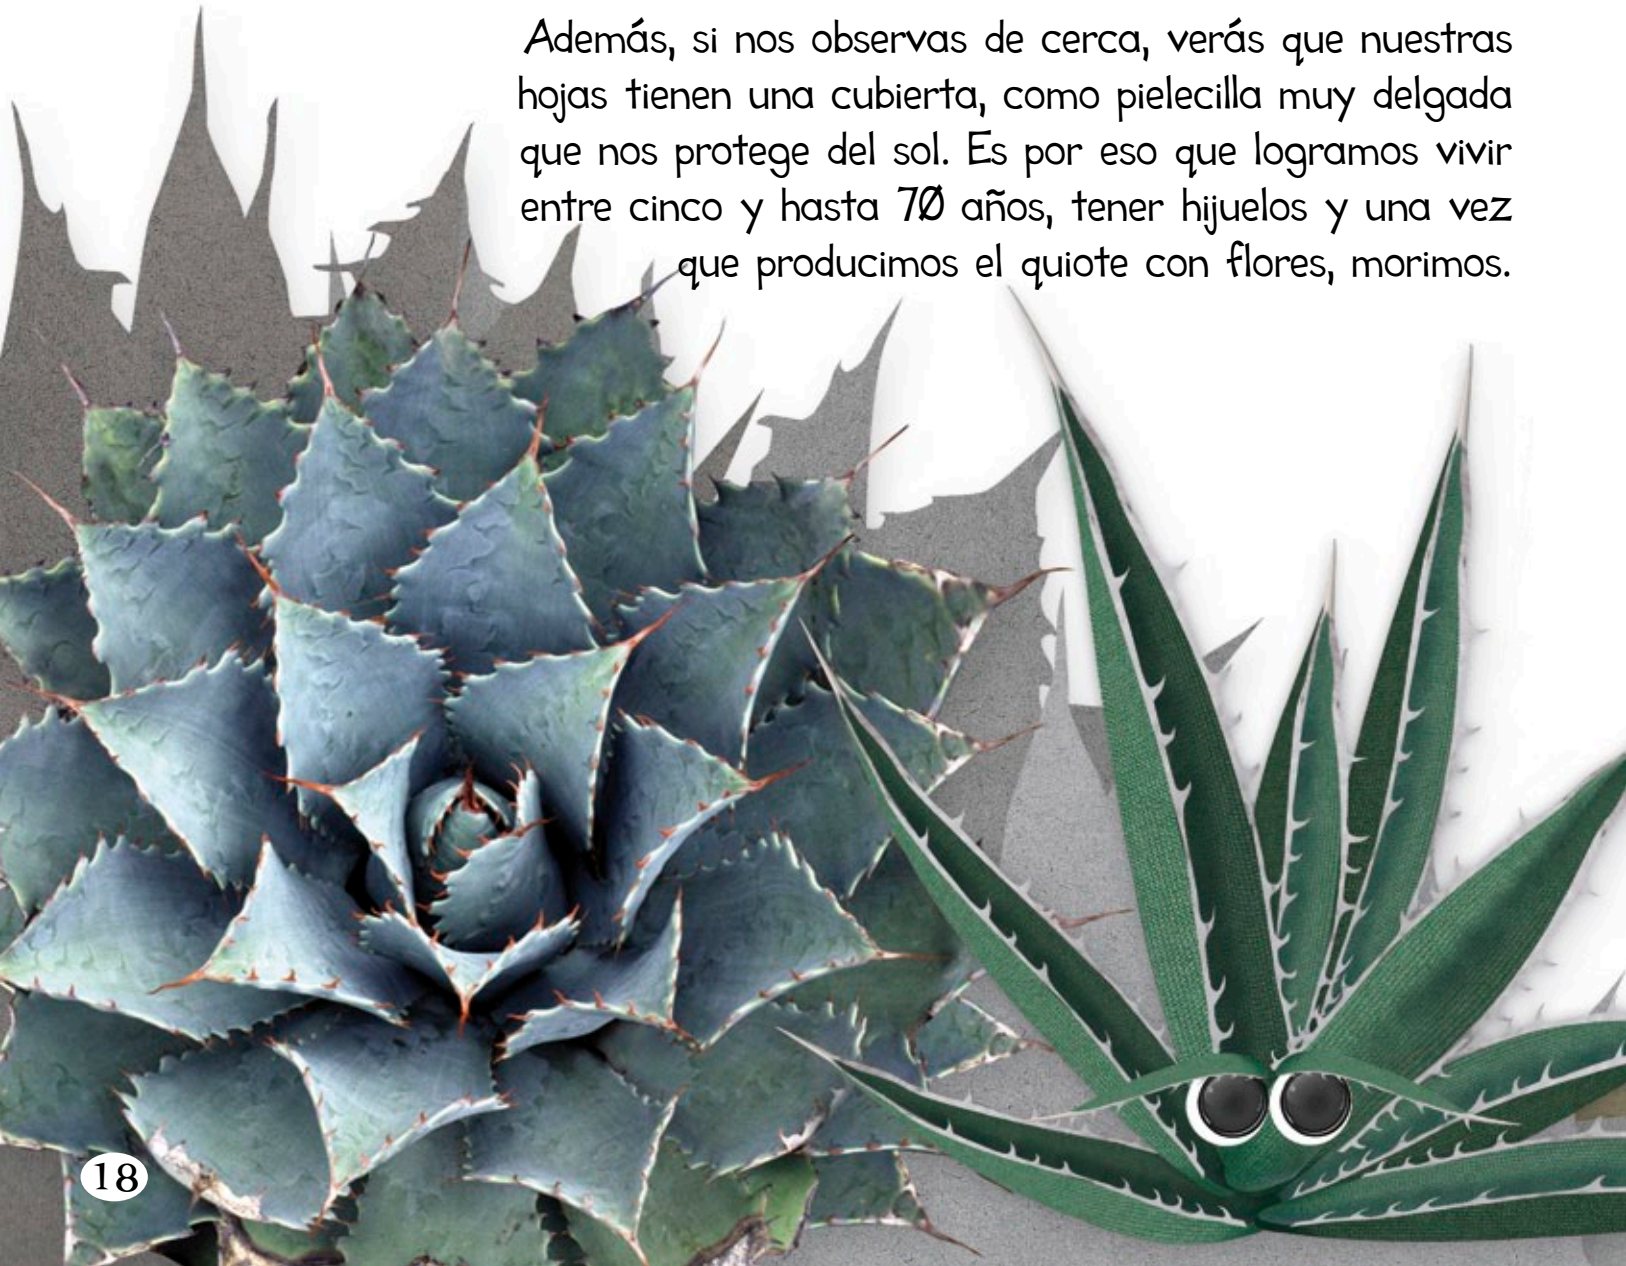 Además, si nos observas de cerca, verás que nuestras
hojas tienen una cubierta, como pielecilla muy delgada
que nos protege del sol. Es por eso que logramos vivir
entre cinco y hasta 70 años, tener hijuelos y una vez
que producimos el quiote con flores, morimos.
18